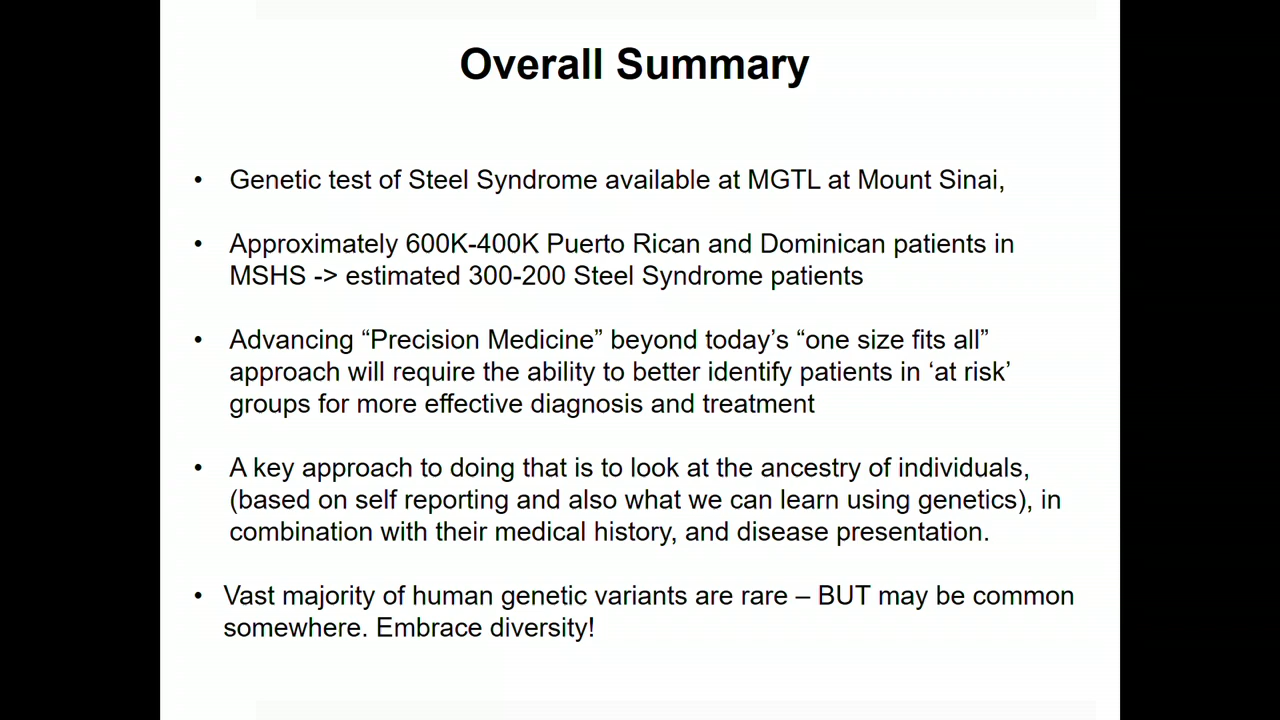 Overall Summary
• Genetic test of Steel Syndrome available at MGTL at Mount Sinai,
• Approximately 600K-400K Puerto Rican and Dominican patients in
MSHS -> estimated 300-200 Steel Syndrome patients
• Advancing “Precision Medicine” beyond today’s “one size fits all”
approach will require the ability to better identify patients in ‘at risk’
groups for more effective diagnosis and treatment
• A key approach to doing that is to look at the ancestry of individuals,
(based on self reporting and also what we can learn using genetics), in
combination with their medical history, and disease presentation.
• Vast majority of human genetic variants are rare – BUT may be common
somewhere. Embrace diversity!